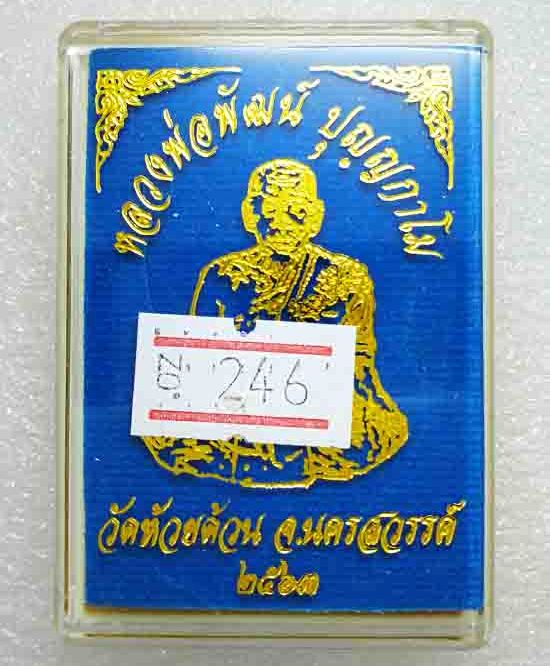 หลวงพ่อพัฒน์ ปุญฺญกาโม
№ 246
วัดห้วยด้วน จ.นครสวรรค์
๒๕๖๓